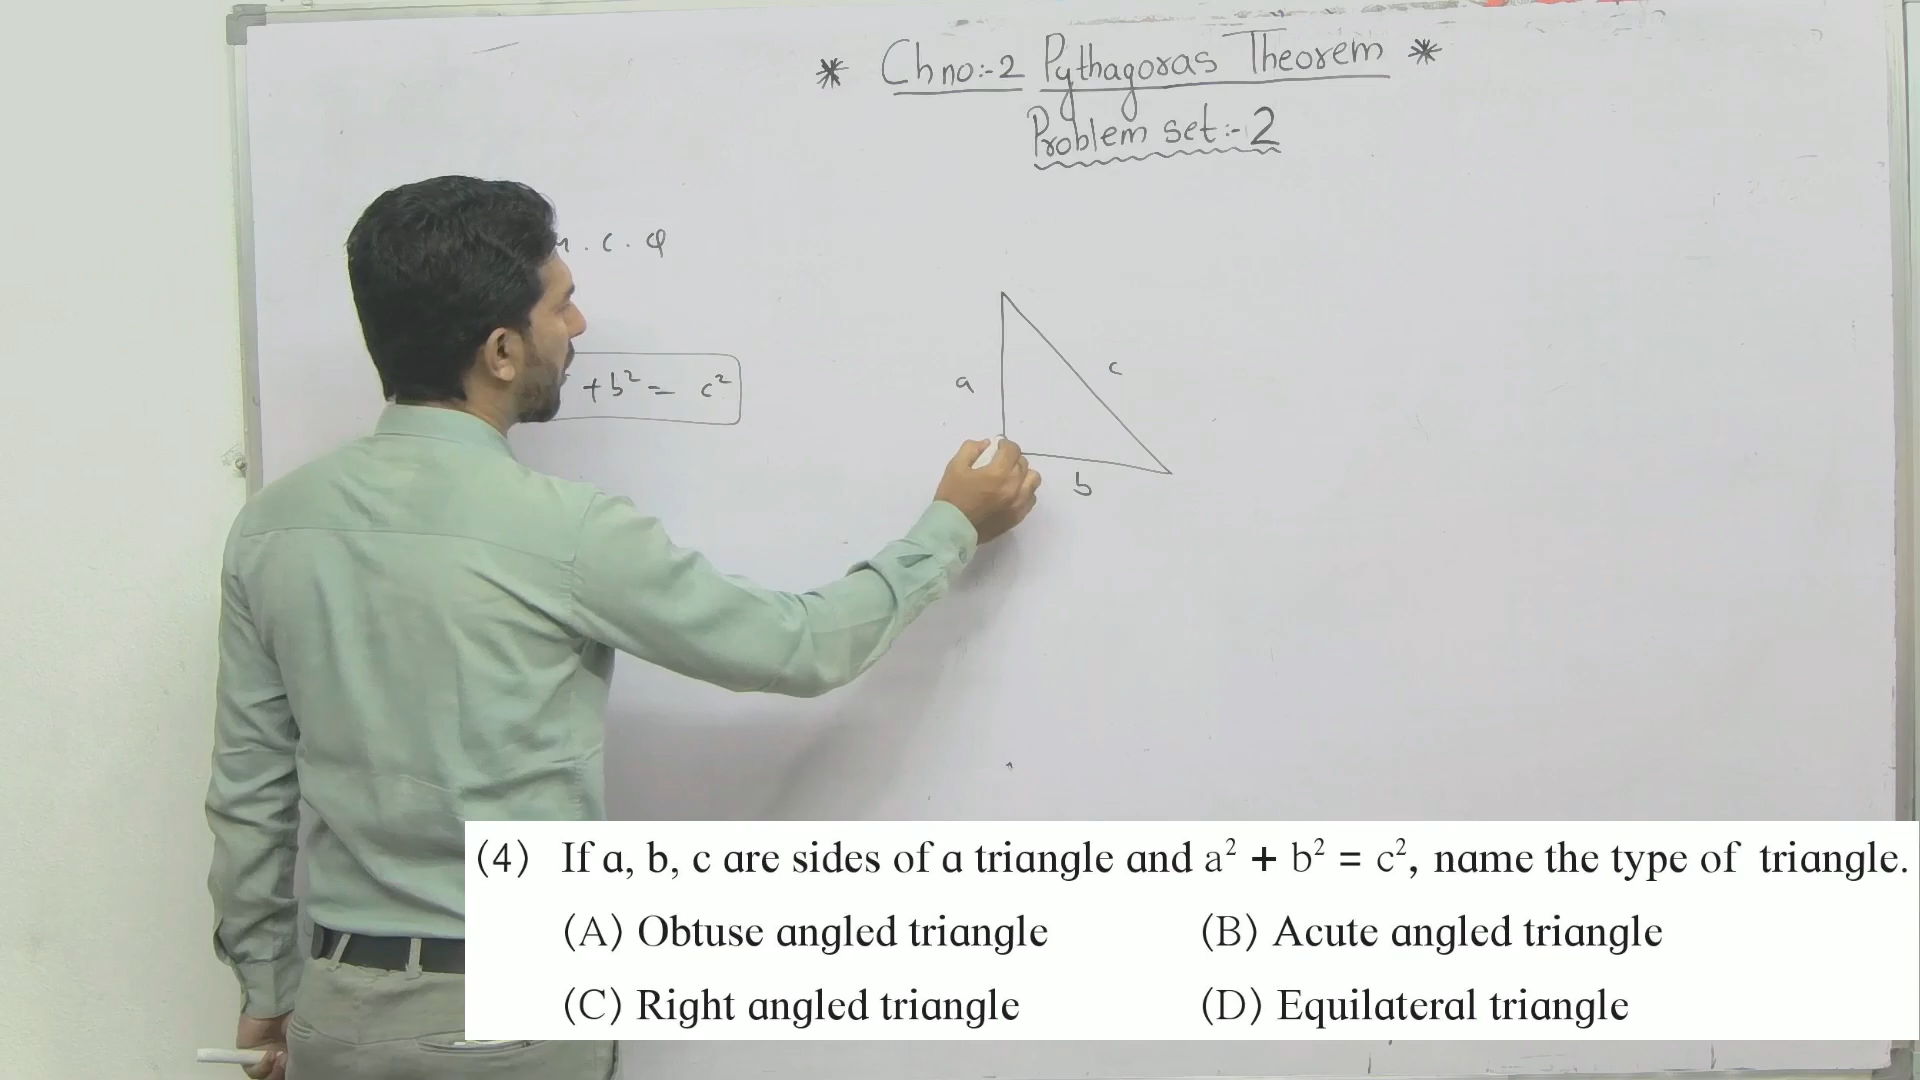 * Ch no:-2 Pythagoras Theorem *
Problem set:- 2
. C. Q
+ b² = c²
a
c
b
(4) If a, b, c are sides of a triangle and a² + b² = c², name the type of triangle.
(A) Obtuse angled triangle (B) Acute angled triangle
(C) Right angled triangle (D) Equilateral triangle